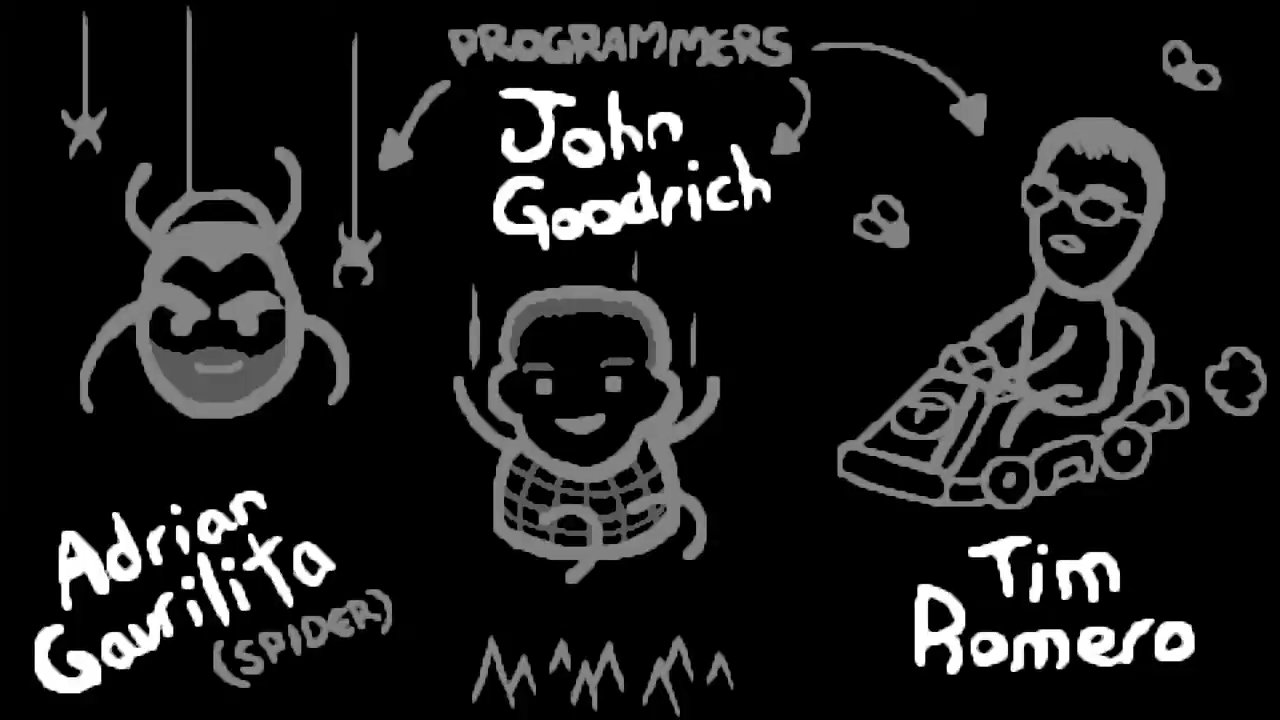 PROGRAMMERS
John
Goodrich
Adrian
Gavrilita
(SPIDER)
Tim
Romero